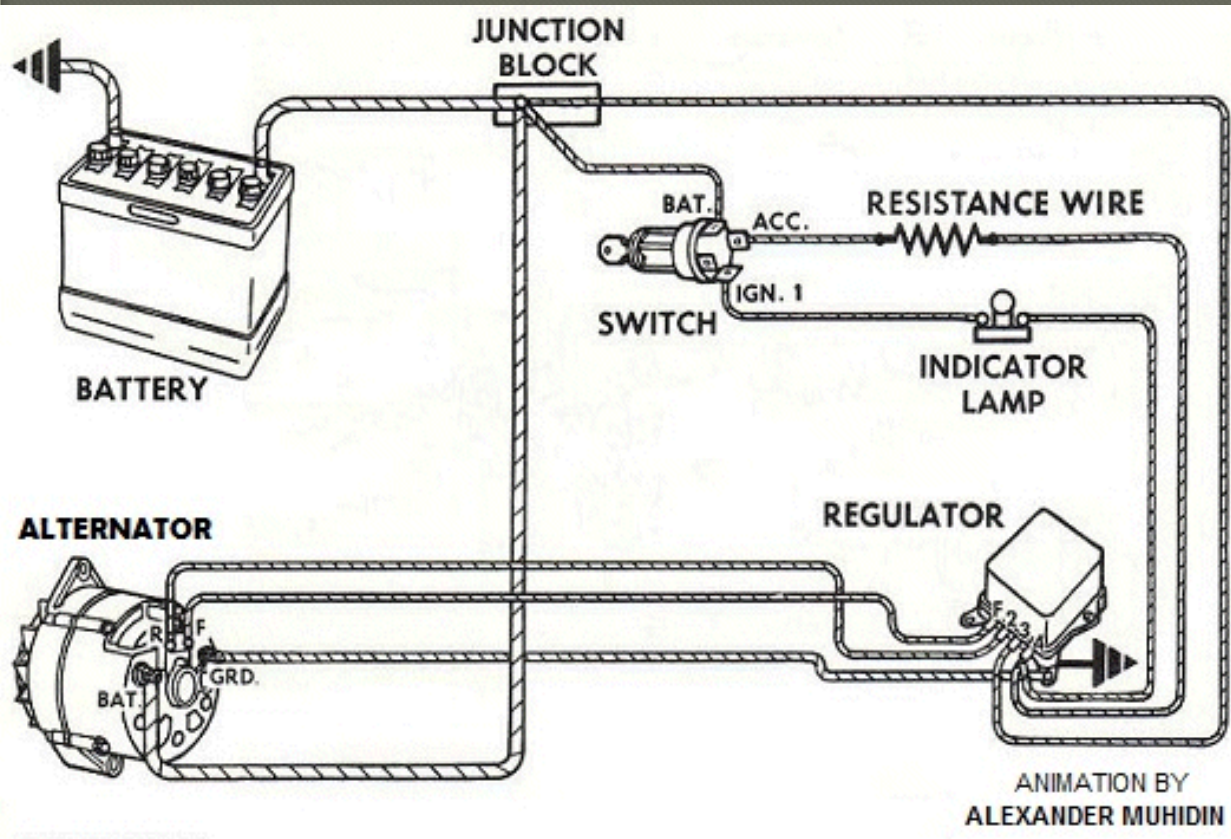 JUNCTION
BLOCK
BAT.
ACC.
RESISTANCE WIRE
IGN. 1
SWITCH
INDICATOR
LAMP
BATTERY
REGULATOR
ALTERNATOR
F 2 3 4
R
F
GRD.
BAT.
ANIMATION BY
ALEXANDER MUHIDIN